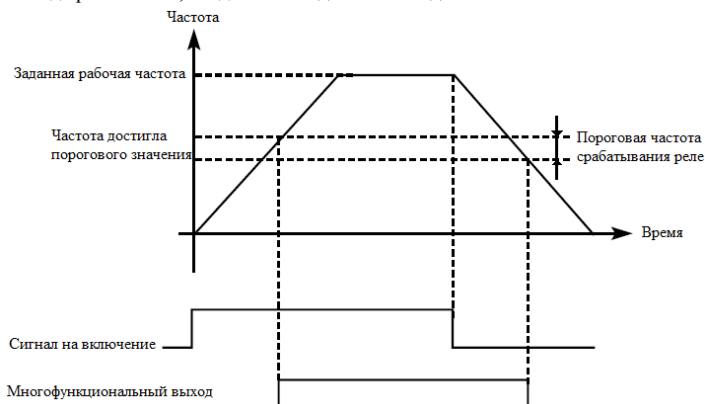 Частота
Заданная рабочая частота
Частота достигла
порогового значения
Пороговая частота
срабатывания реле
Время
Сигнал на включение
Многофункциональный выход